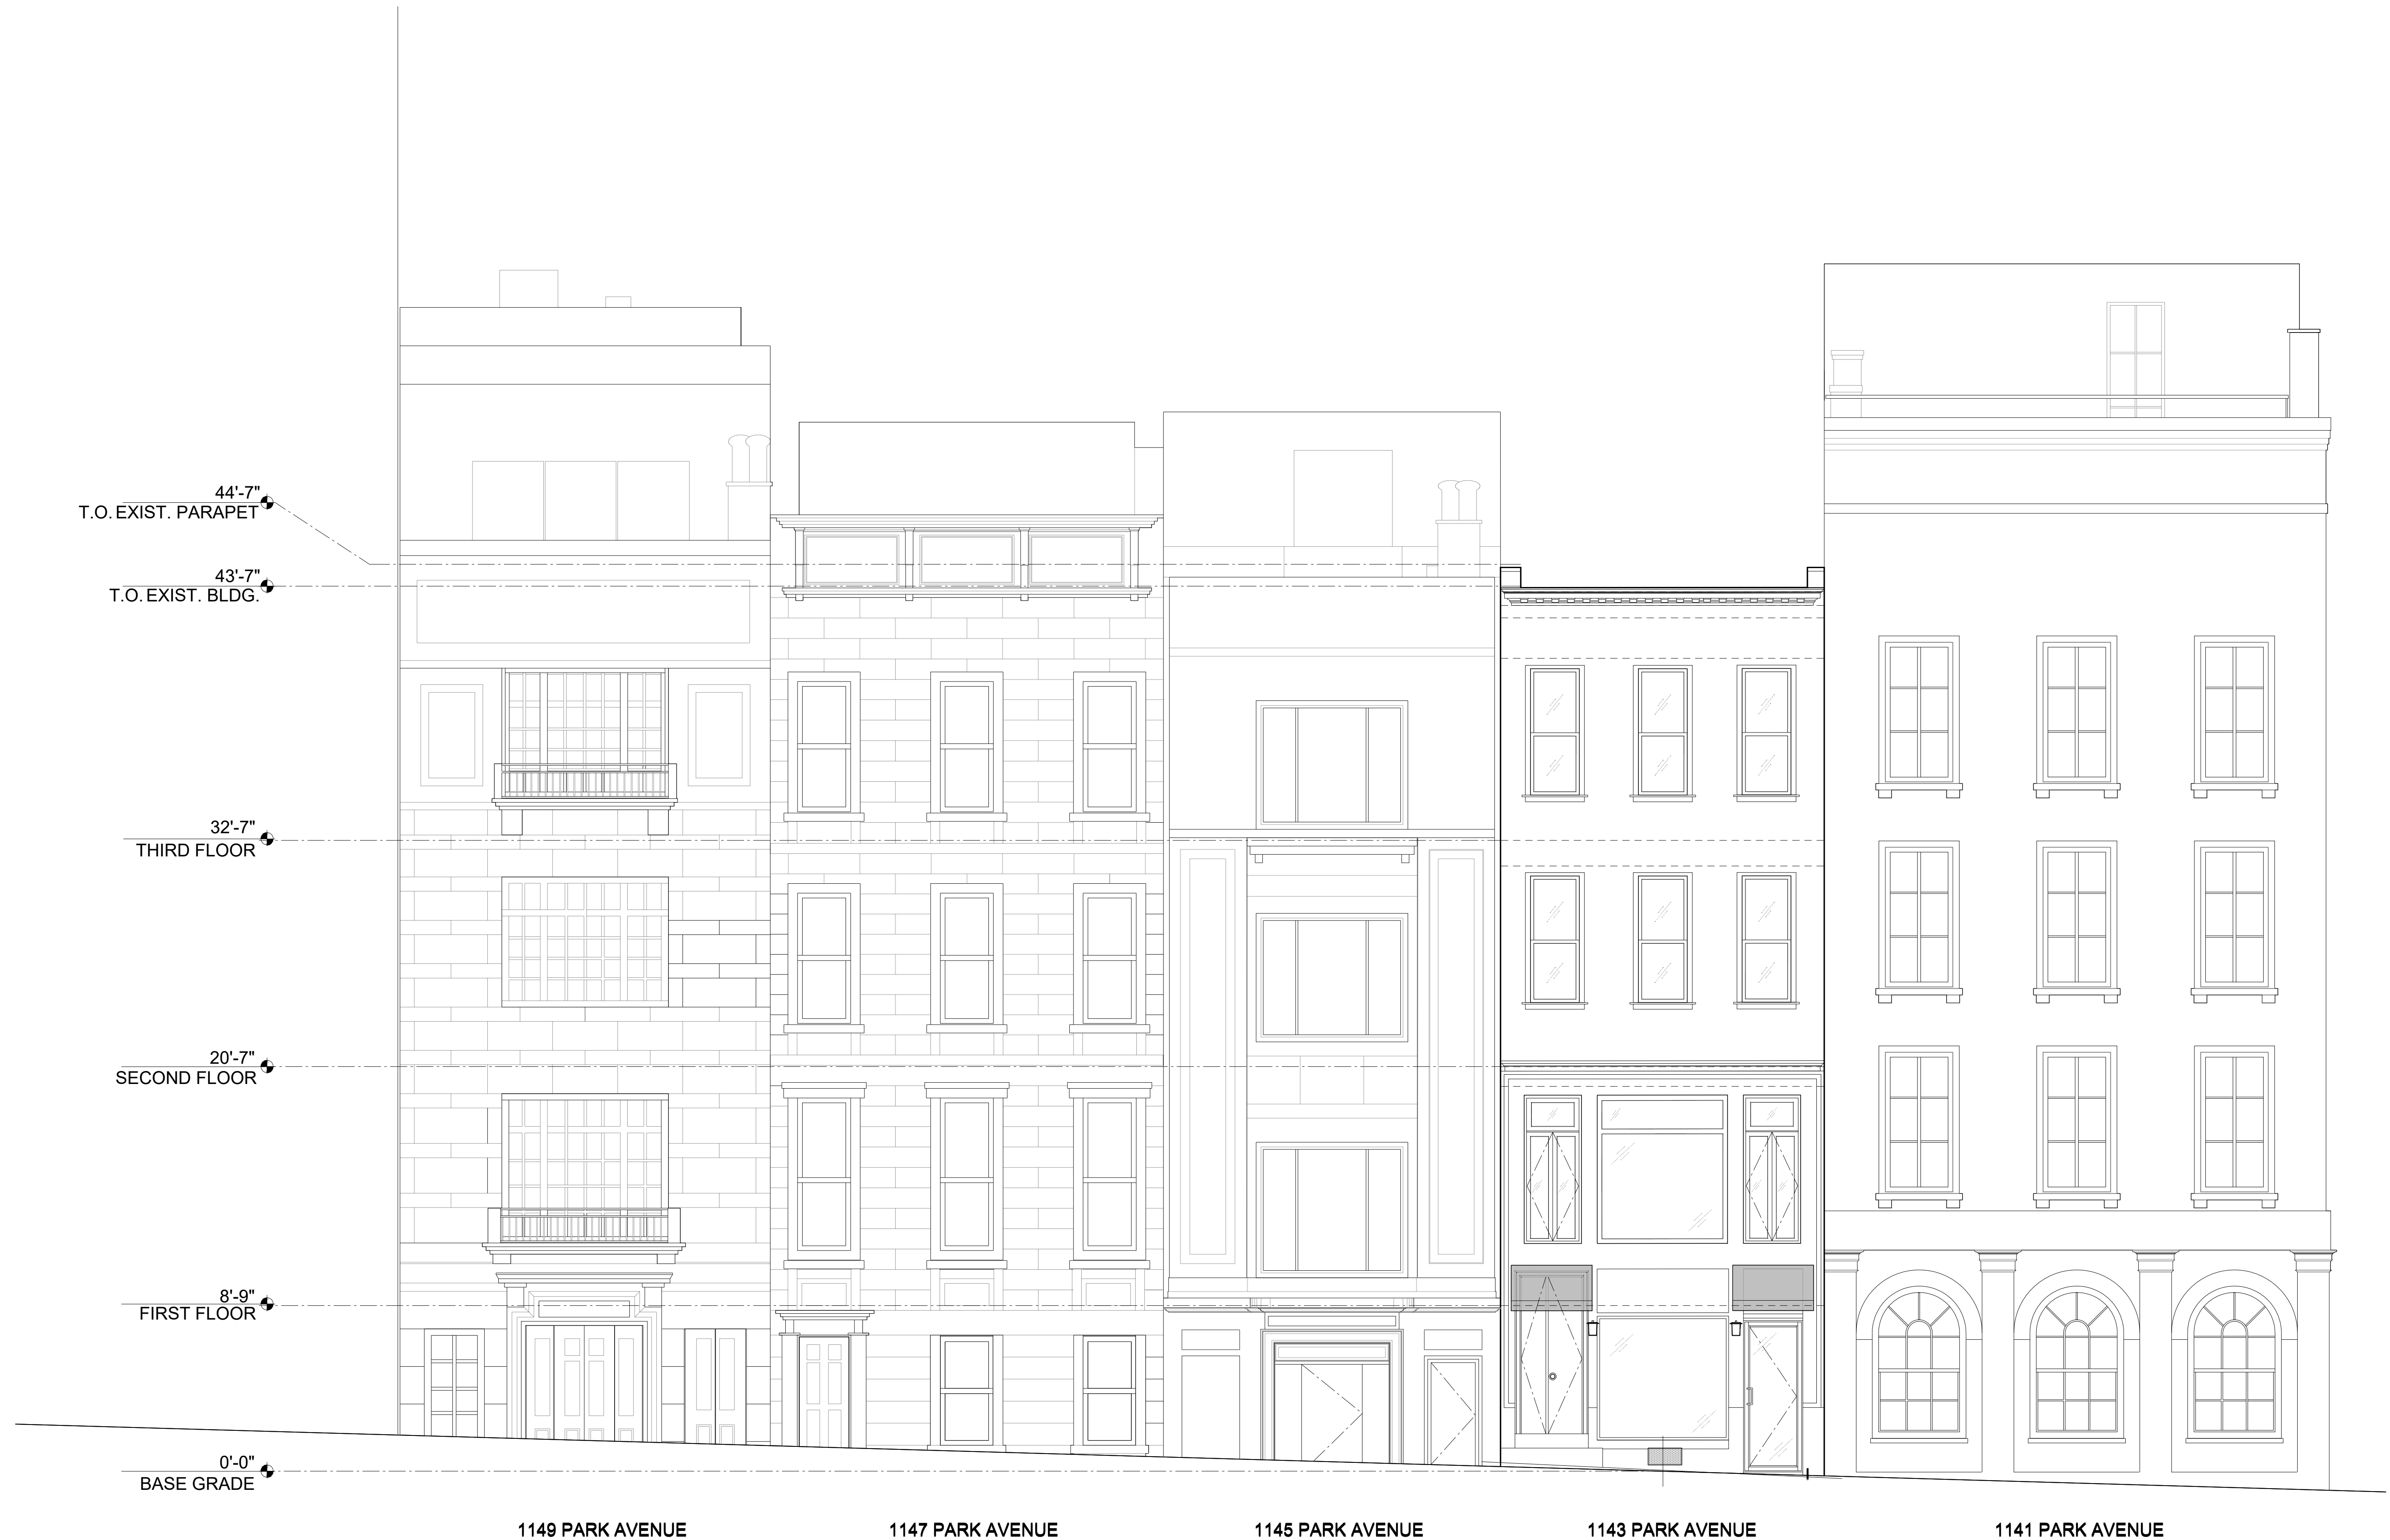 44'-7"
T.O. EXIST. PARAPET
43'-7"
T.O. EXIST. BLDG.
32'-7"
THIRD FLOOR
20'-7"
SECOND FLOOR
8'-9"
FIRST FLOOR
0'-0"
BASE GRADE
1149 PARK AVENUE
1147 PARK AVENUE
1145 PARK AVENUE
1143 PARK AVENUE
1141 PARK AVENUE